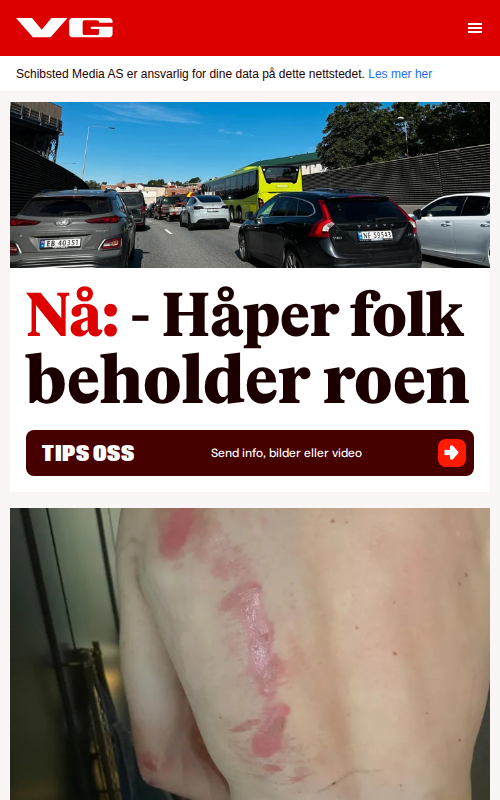 VG
Schibsted Media AS er ansvarlig for dine data på dette nettstedet. Les mer her
EB 40351
NF 59543
Nå: - Håper folk
beholder roen
TIPS OSS
Send info, bilder eller video